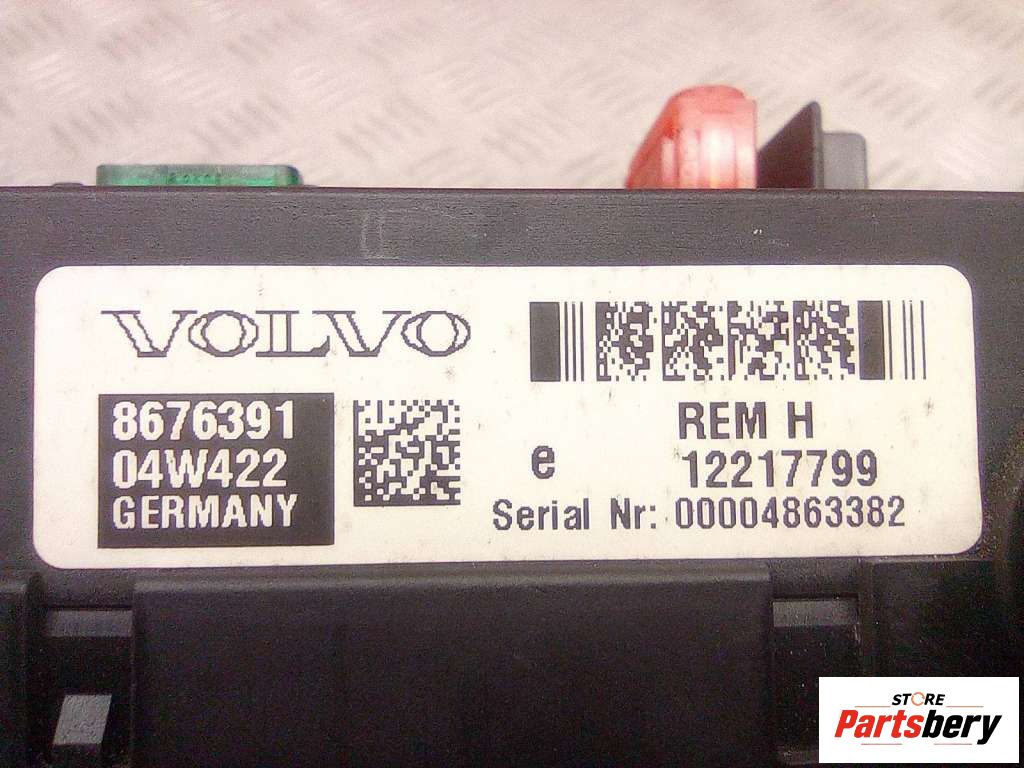 VOLVO
8676391
04W422
GERMANY
REM H
e
12217799
Serial Nr: 00004863382
STORE
Partsbery